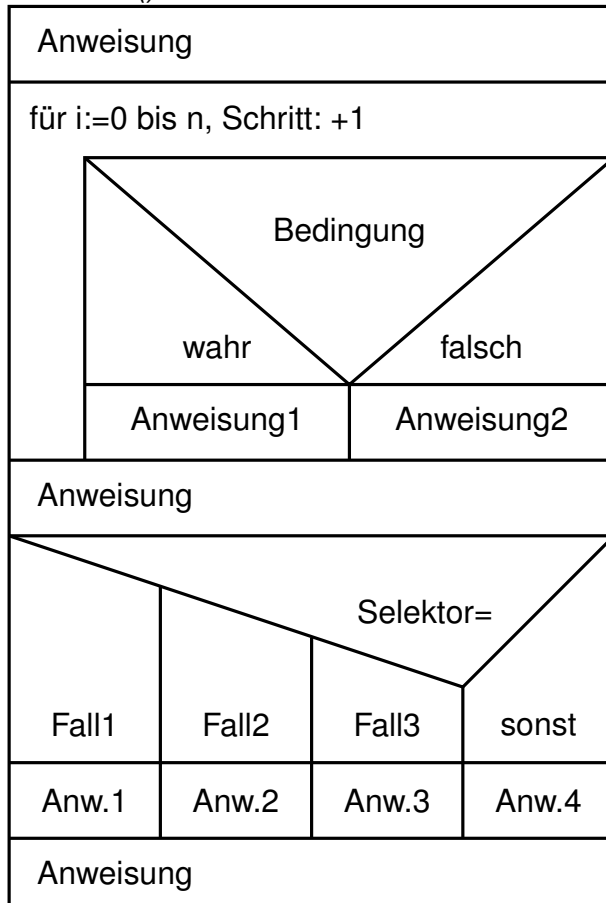 Anweisung
für i:=0 bis n, Schritt: +1
Bedingung
wahr falsch
Anweisung1 Anweisung2
Anweisung
Selektor=
Fall1 Fall2 Fall3 sonst
Anw.1 Anw.2 Anw.3 Anw.4
Anweisung